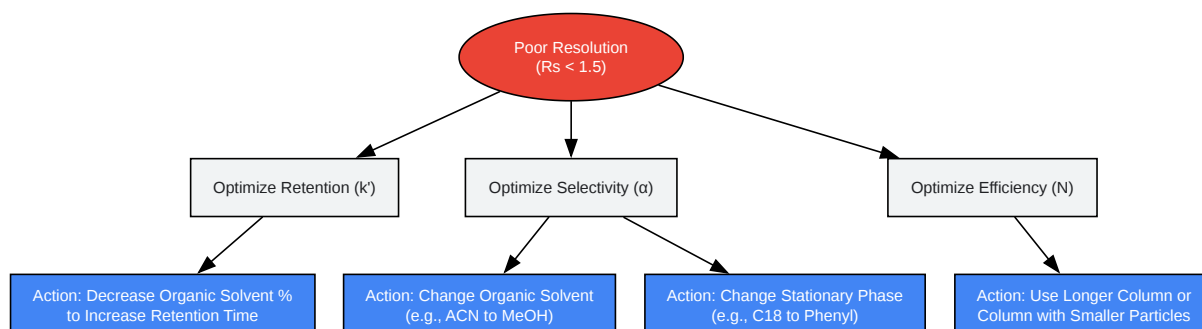 Poor Resolution
(Rs < 1.5)
Optimize Retention (k')
Optimize Selectivity (α)
Optimize Efficiency (N)
Action: Decrease Organic Solvent %
to Increase Retention Time
Action: Change Organic Solvent
(e.g., ACN to MeOH)
Action: Change Stationary Phase
(e.g., C18 to Phenyl)
Action: Use Longer Column or
Column with Smaller Particles